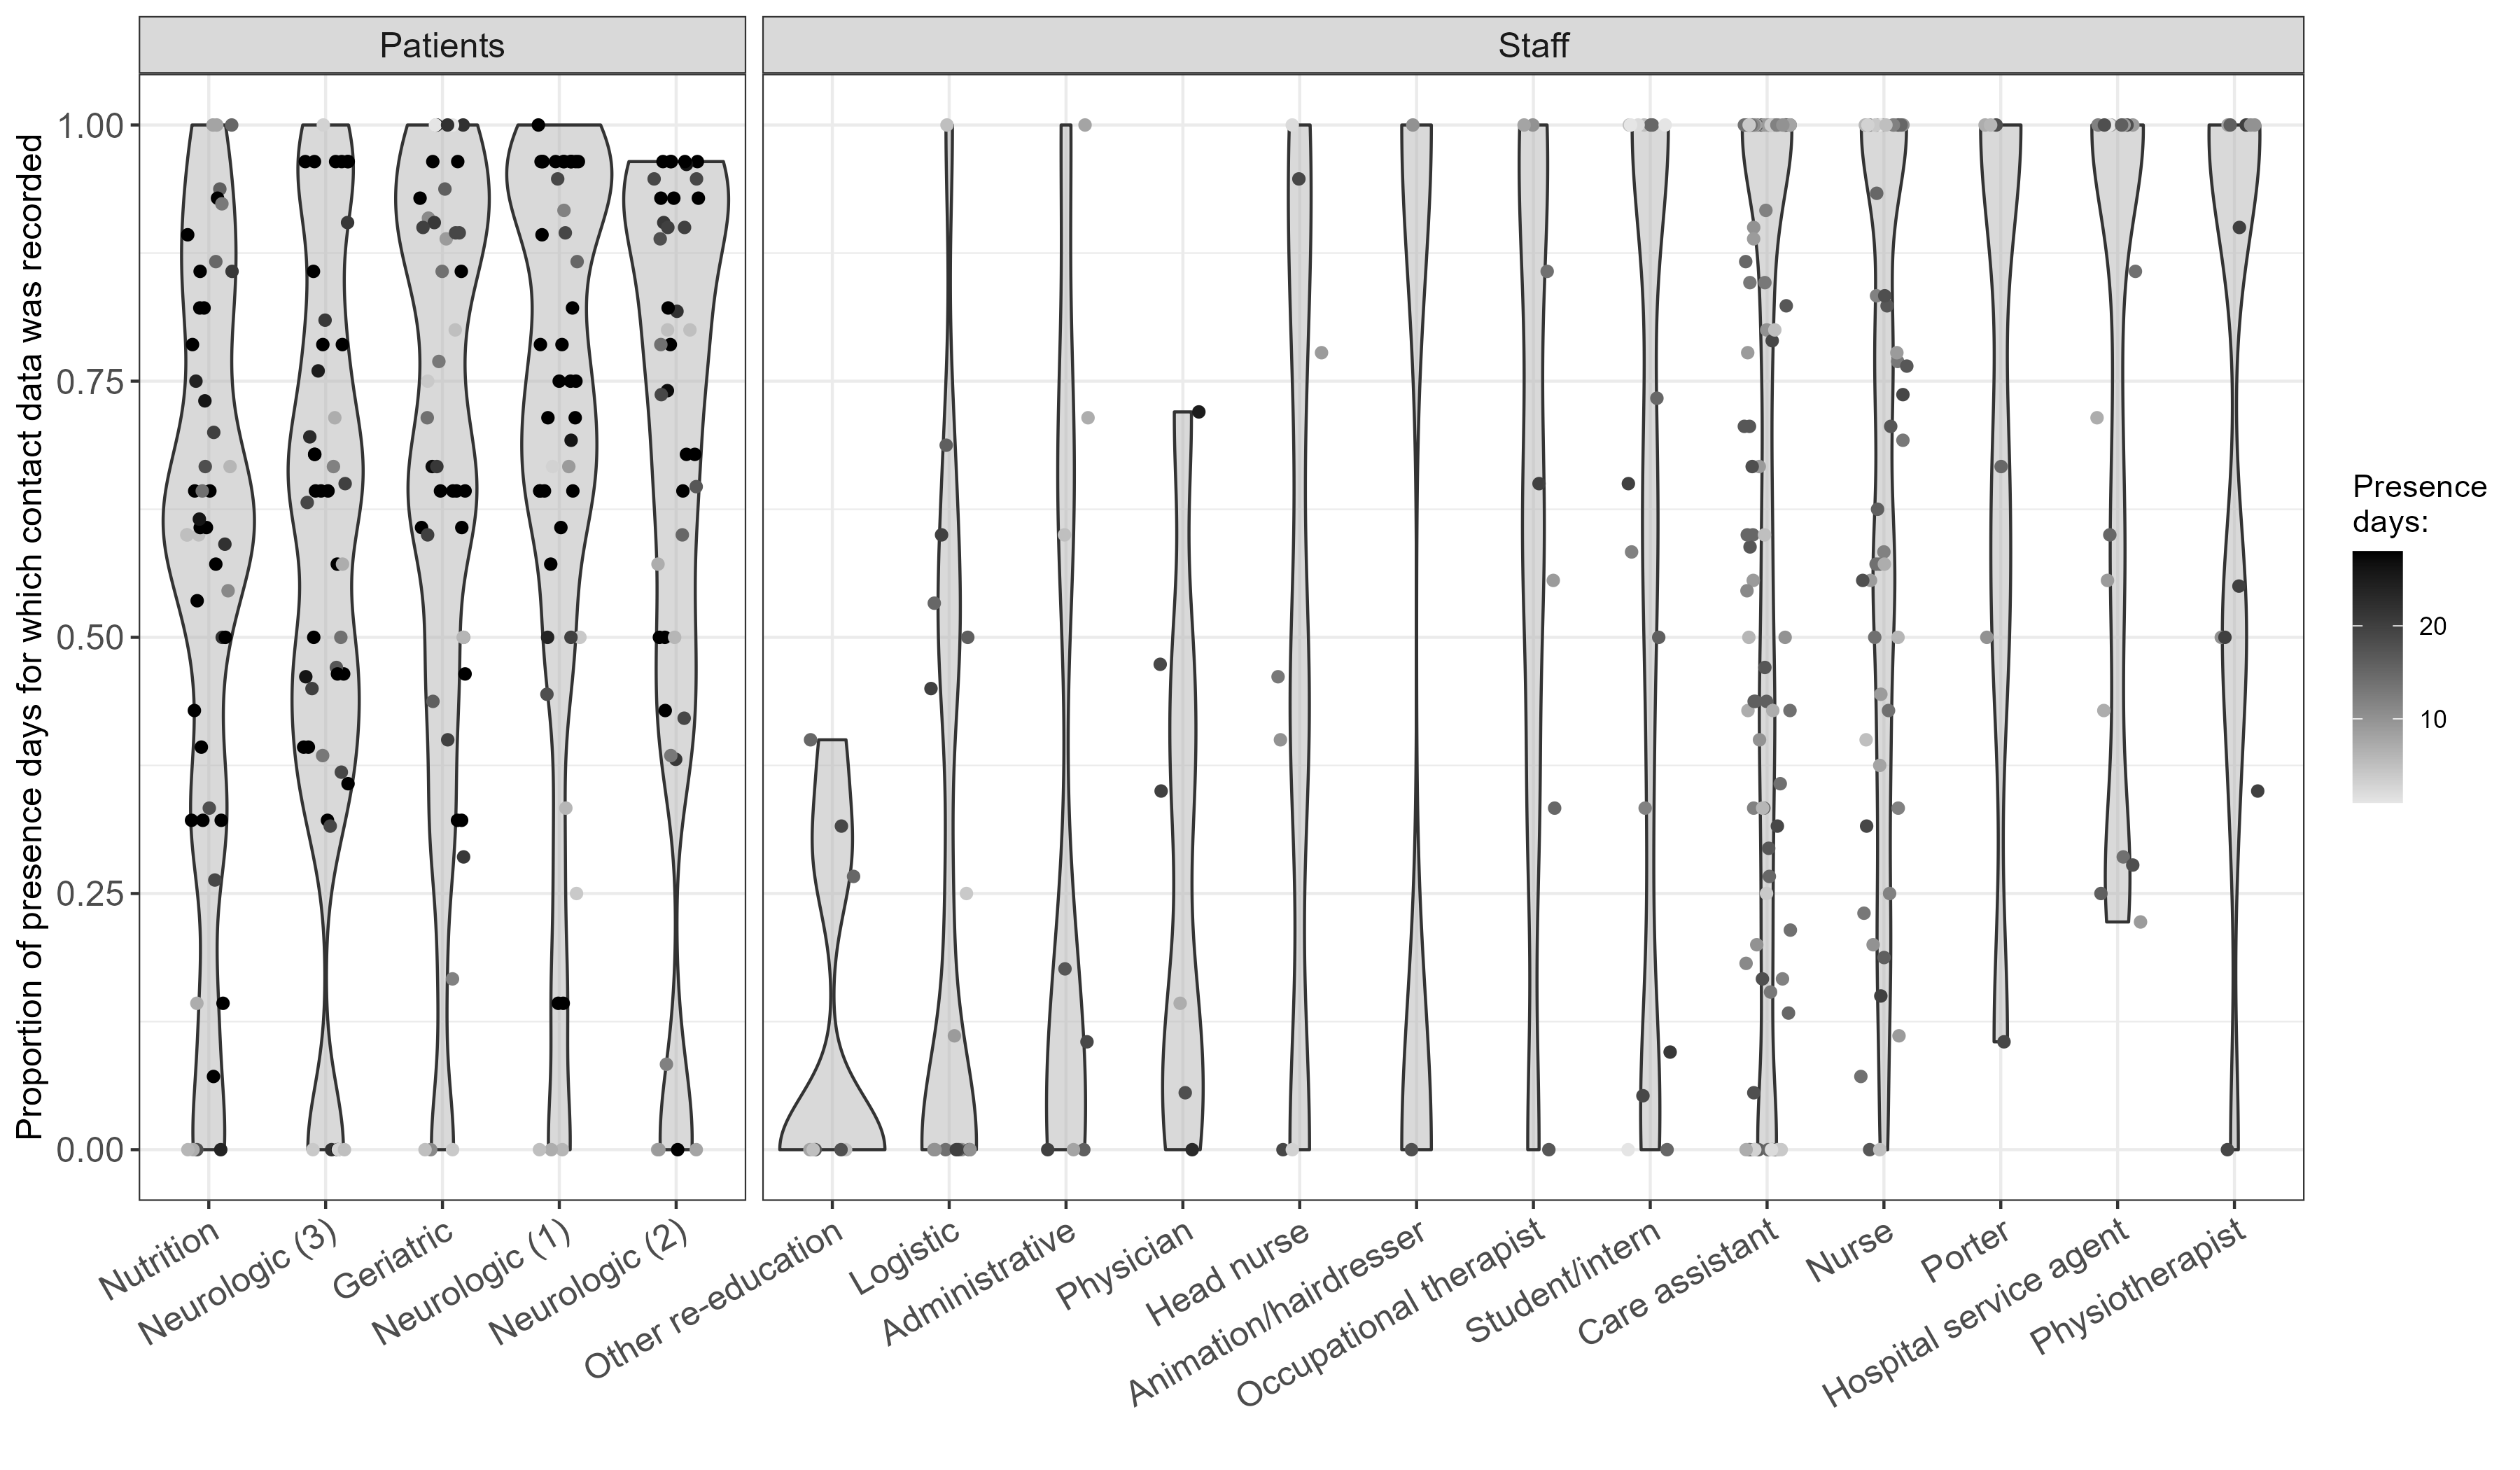 Patients
Staff
Proportion of presence days for which contact data was recorded
1.00
0.75
0.50
0.25
0.00
Nutrition
Neurologic (3)
Geriatric
Neurologic (1)
Neurologic (2)
Other re-education
Logistic
Administrative
Physician
Head nurse
Animation/hairdresser
Occupational therapist
Student/intern
Care assistant
Nurse
Porter
Hospital service agent
Physiotherapist
Presence
days:
20
10